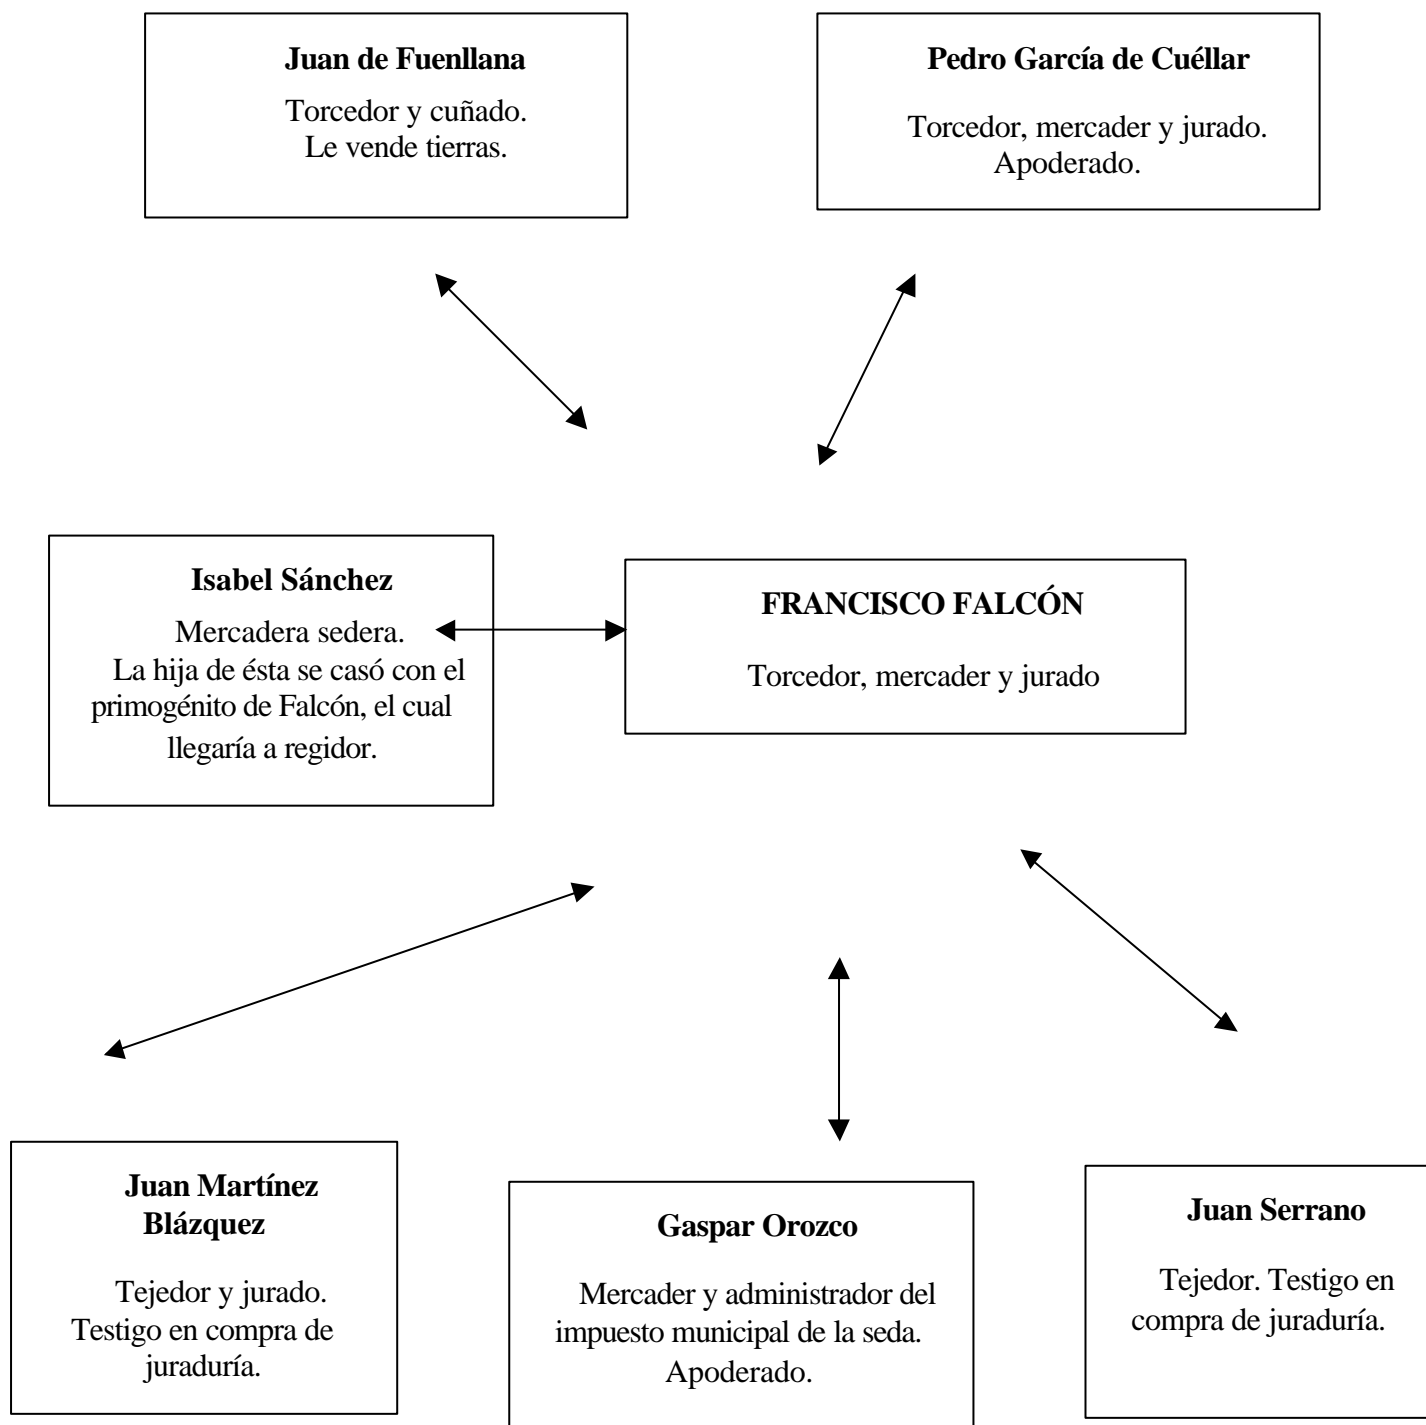 Juan de Fuenllana
Torcedor y cuñado.
Le vende tierras.
Pedro García de Cuéllar
Torcedor, mercader y jurado.
Apoderado.
Isabel Sánchez
Mercadera sedera.
La hija de ésta se casó con el
primogénito de Falcón, el cual
llegaría a regidor.
FRANCISCO FALCÓN
Torcedor, mercader y jurado
Juan Martínez
Blázquez
Tejedor y jurado.
Testigo en compra de
juraduría.
Gaspar Orozco
Mercader y administrador del
impuesto municipal de la seda.
Apoderado.
Juan Serrano
Tejedor. Testigo en
compra de juraduría.